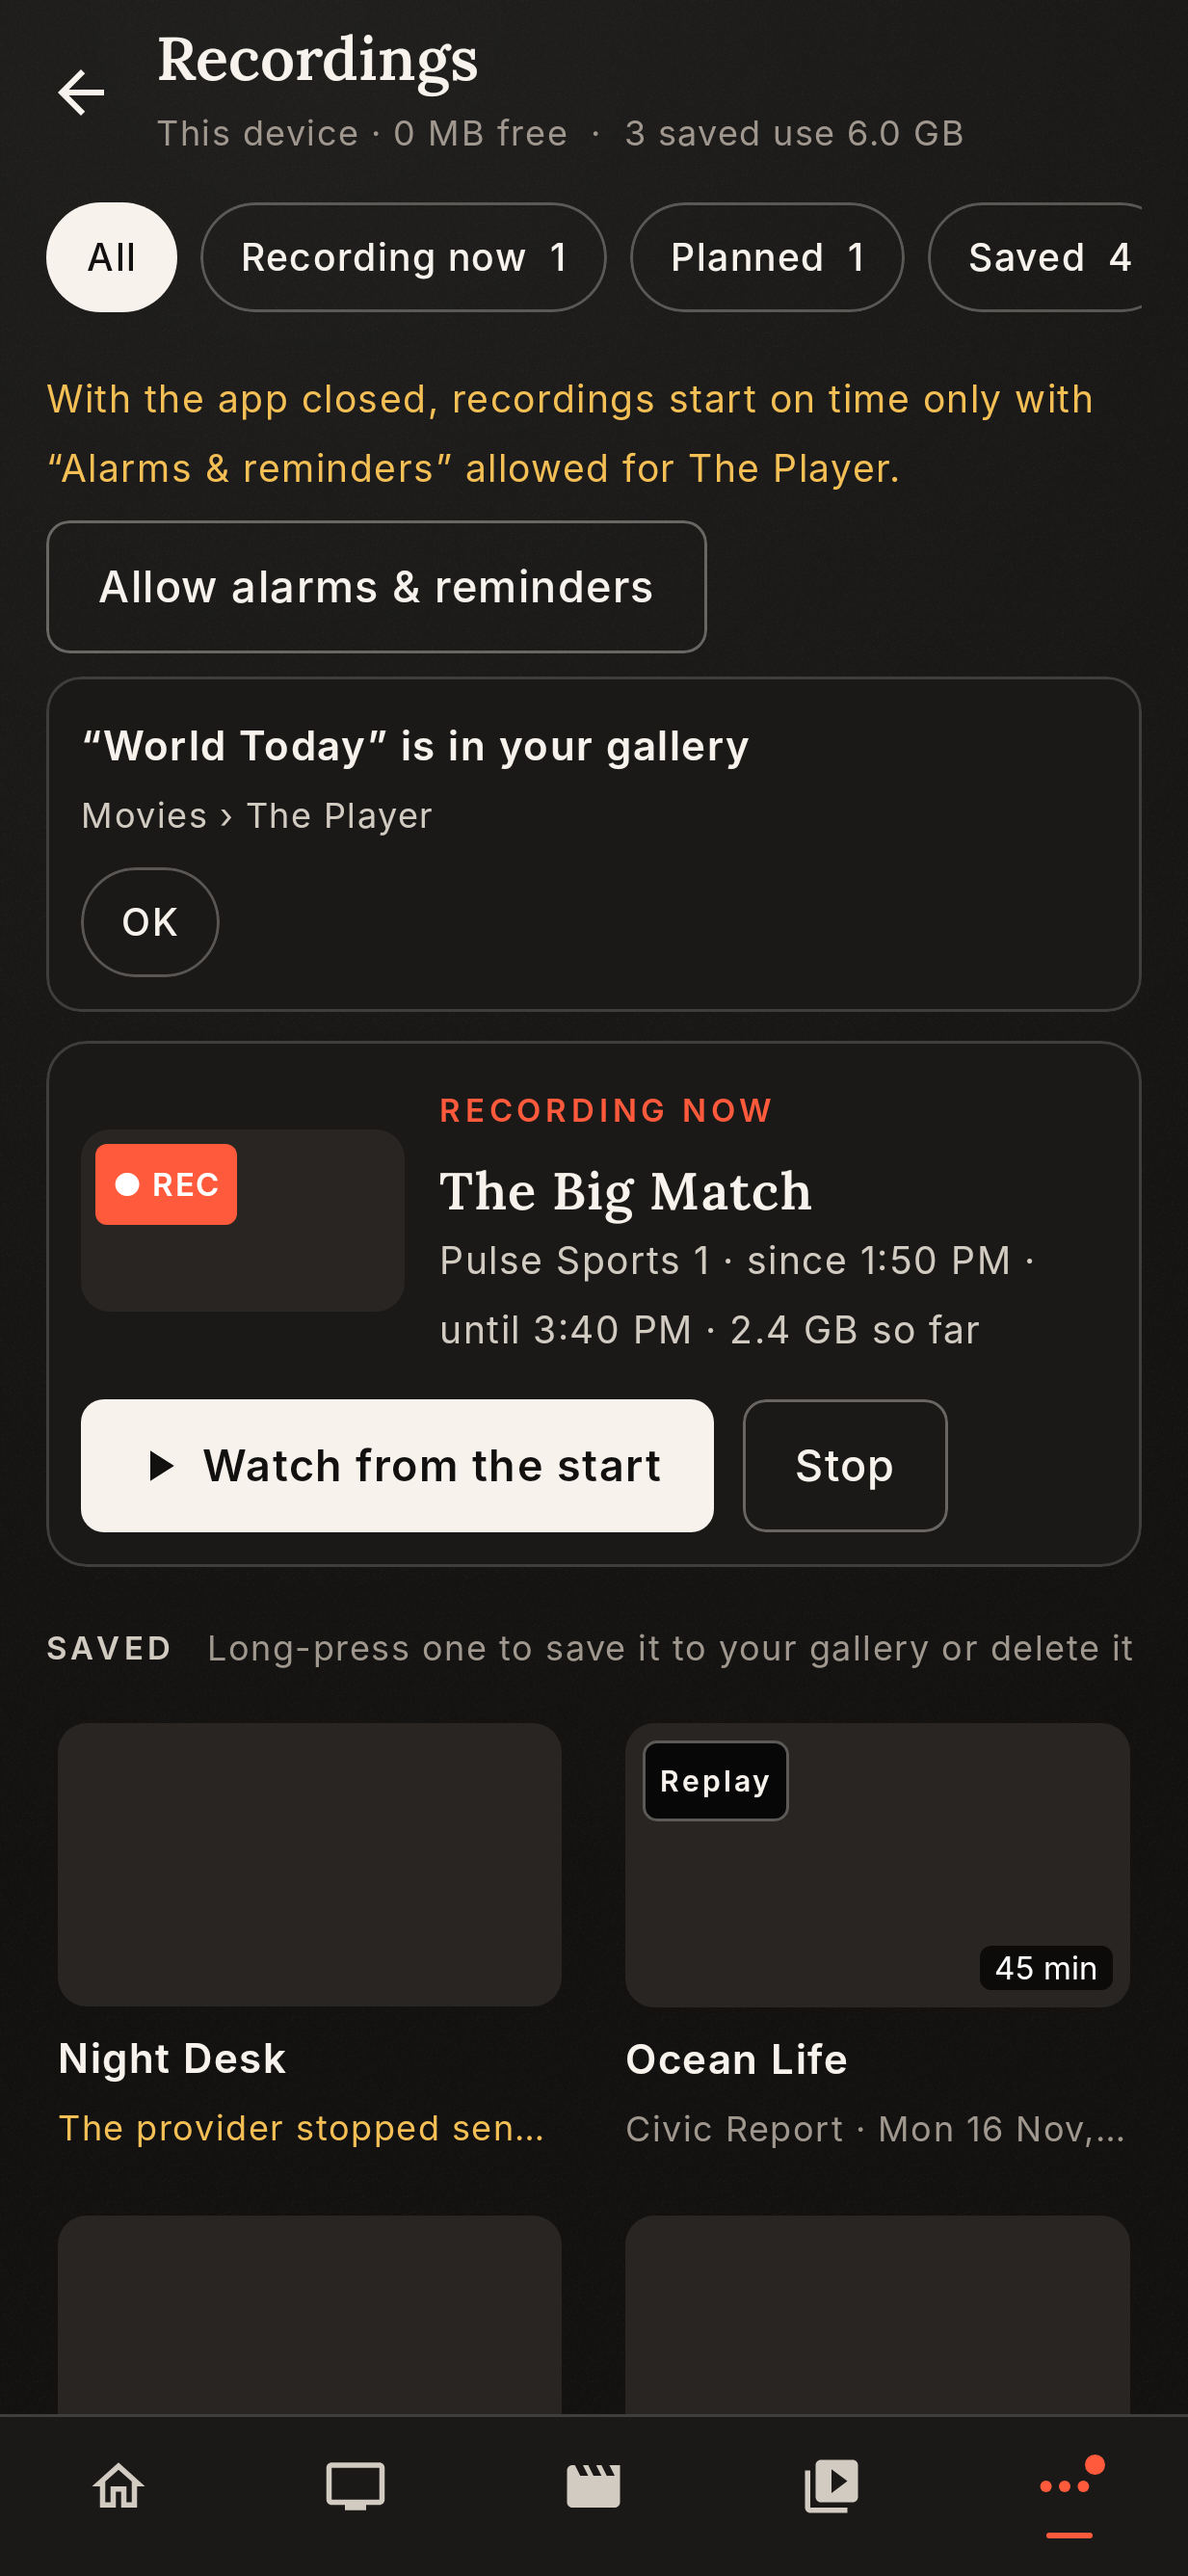 Recordings
This device · 0 MB free · 3 saved use 6.0 GB
All
Recording now 1
Planned 1
Saved 4
With the app closed, recordings start on time only with
“Alarms & reminders” allowed for The Player.
Allow alarms & reminders
“World Today” is in your gallery
Movies › The Player
OK
RECORDING NOW
REC
The Big Match
Pulse Sports 1 · since 1:50 PM ·
until 3:40 PM · 2.4 GB so far
Watch from the start
Stop
SAVED Long-press one to save it to your gallery or delete it
Replay
45 min
Night Desk
The provider stopped sen...
Ocean Life
Civic Report · Mon 16 Nov,...